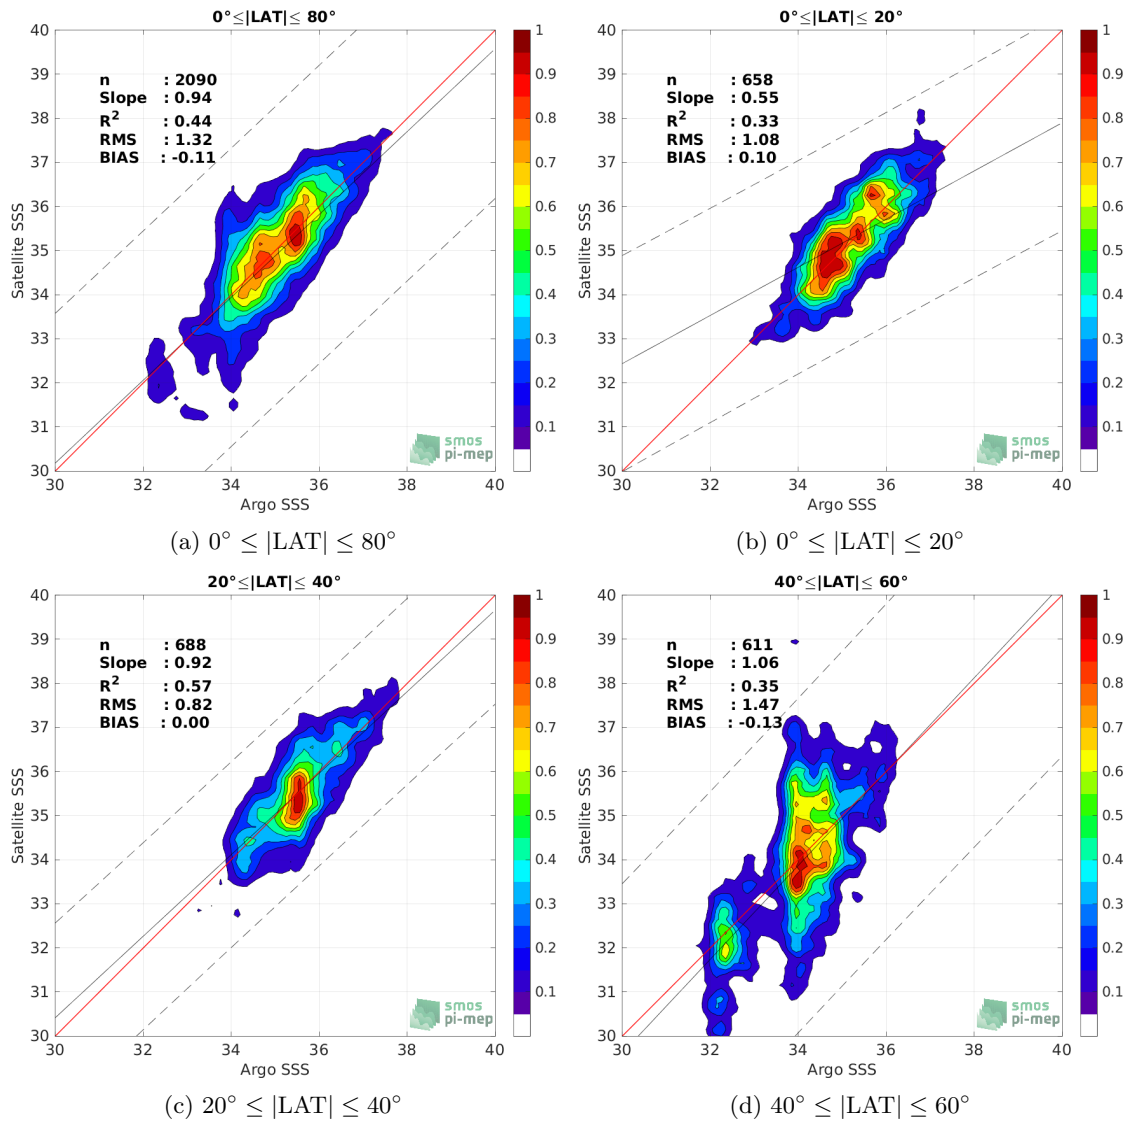 0°≤|LAT|≤ 80°
n : 2090
Slope : 0.94
R² : 0.44
RMS : 1.32
BIAS : -0.11
Satellite SSS
40
39
38
37
36
35
34
33
32
31
30
30 32 34 36 38 40
Argo SSS
1
0.9
0.8
0.7
0.6
0.5
0.4
0.3
0.2
0.1
smos
pi-mep
(a) 0° ≤ |LAT| ≤ 80°
0°≤|LAT|≤ 20°
n : 658
Slope : 0.55
R² : 0.33
RMS : 1.08
BIAS : 0.10
Satellite SSS
40
39
38
37
36
35
34
33
32
31
30
30 32 34 36 38 40
Argo SSS
1
0.9
0.8
0.7
0.6
0.5
0.4
0.3
0.2
0.1
smos
pi-mep
(b) 0° ≤ |LAT| ≤ 20°
20°≤|LAT|≤ 40°
n : 688
Slope : 0.92
R² : 0.57
RMS : 0.82
BIAS : 0.00
Satellite SSS
40
39
38
37
36
35
34
33
32
31
30
30 32 34 36 38 40
Argo SSS
1
0.9
0.8
0.7
0.6
0.5
0.4
0.3
0.2
0.1
smos
pi-mep
(c) 20° ≤ |LAT| ≤ 40°
40°≤|LAT|≤ 60°
n : 611
Slope : 1.06
R² : 0.35
RMS : 1.47
BIAS : -0.13
Satellite SSS
40
39
38
37
36
35
34
33
32
31
30
30 32 34 36 38 40
Argo SSS
1
0.9
0.8
0.7
0.6
0.5
0.4
0.3
0.2
0.1
smos
pi-mep
(d) 40° ≤ |LAT| ≤ 60°